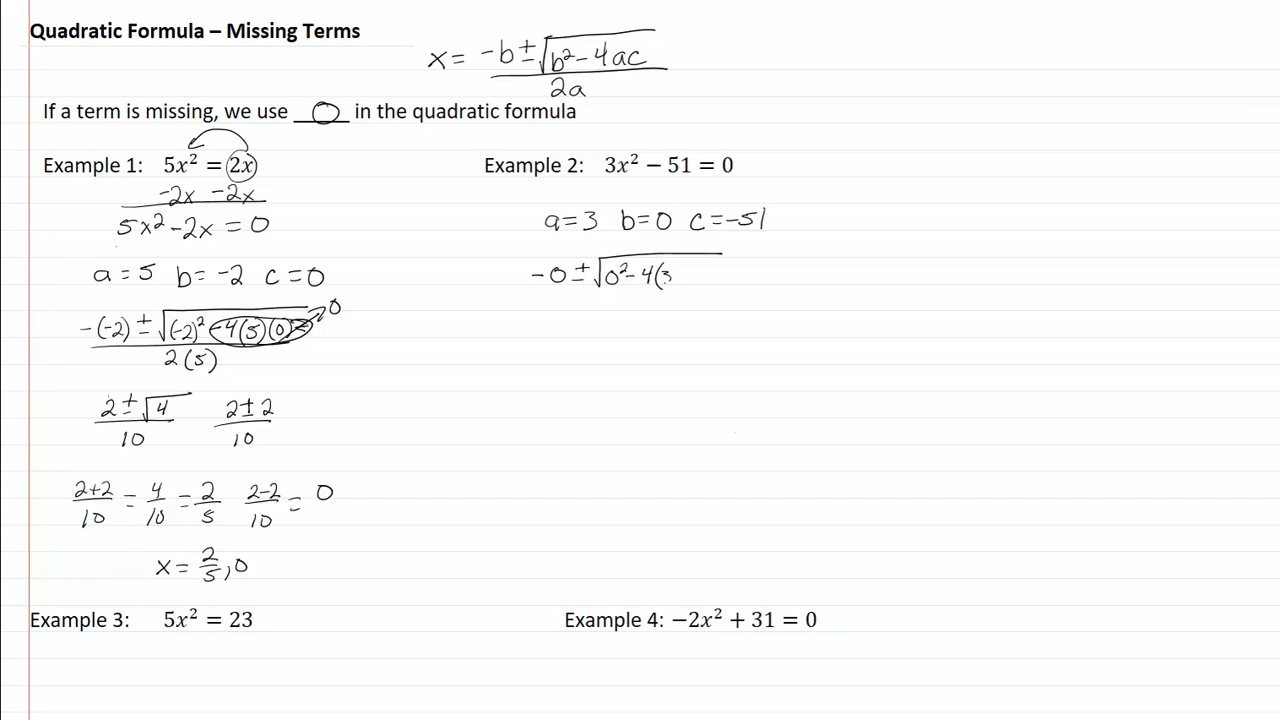 Quadratic Formula – Missing Terms
x = -b ± √(b² - 4ac) / 2a
If a term is missing, we use __0__ in the quadratic formula
Example 1: 5x² = 2x
-2x -2x
5x² - 2x = 0
a = 5 b = -2 c = 0
-(-2) ± √((-2)² -4(5)(0)) → 0
2(5)
2 ± √4 / 10 2 ± 2 / 10
2+2 / 10 = 4/10 = 2/5 2-2 / 10 = 0
x = 2/5, 0
Example 2: 3x² − 51 = 0
a = 3 b = 0 c = -51
-0 ± √0² - 4(3
Example 3: 5x² = 23
Example 4: −2x² + 31 = 0